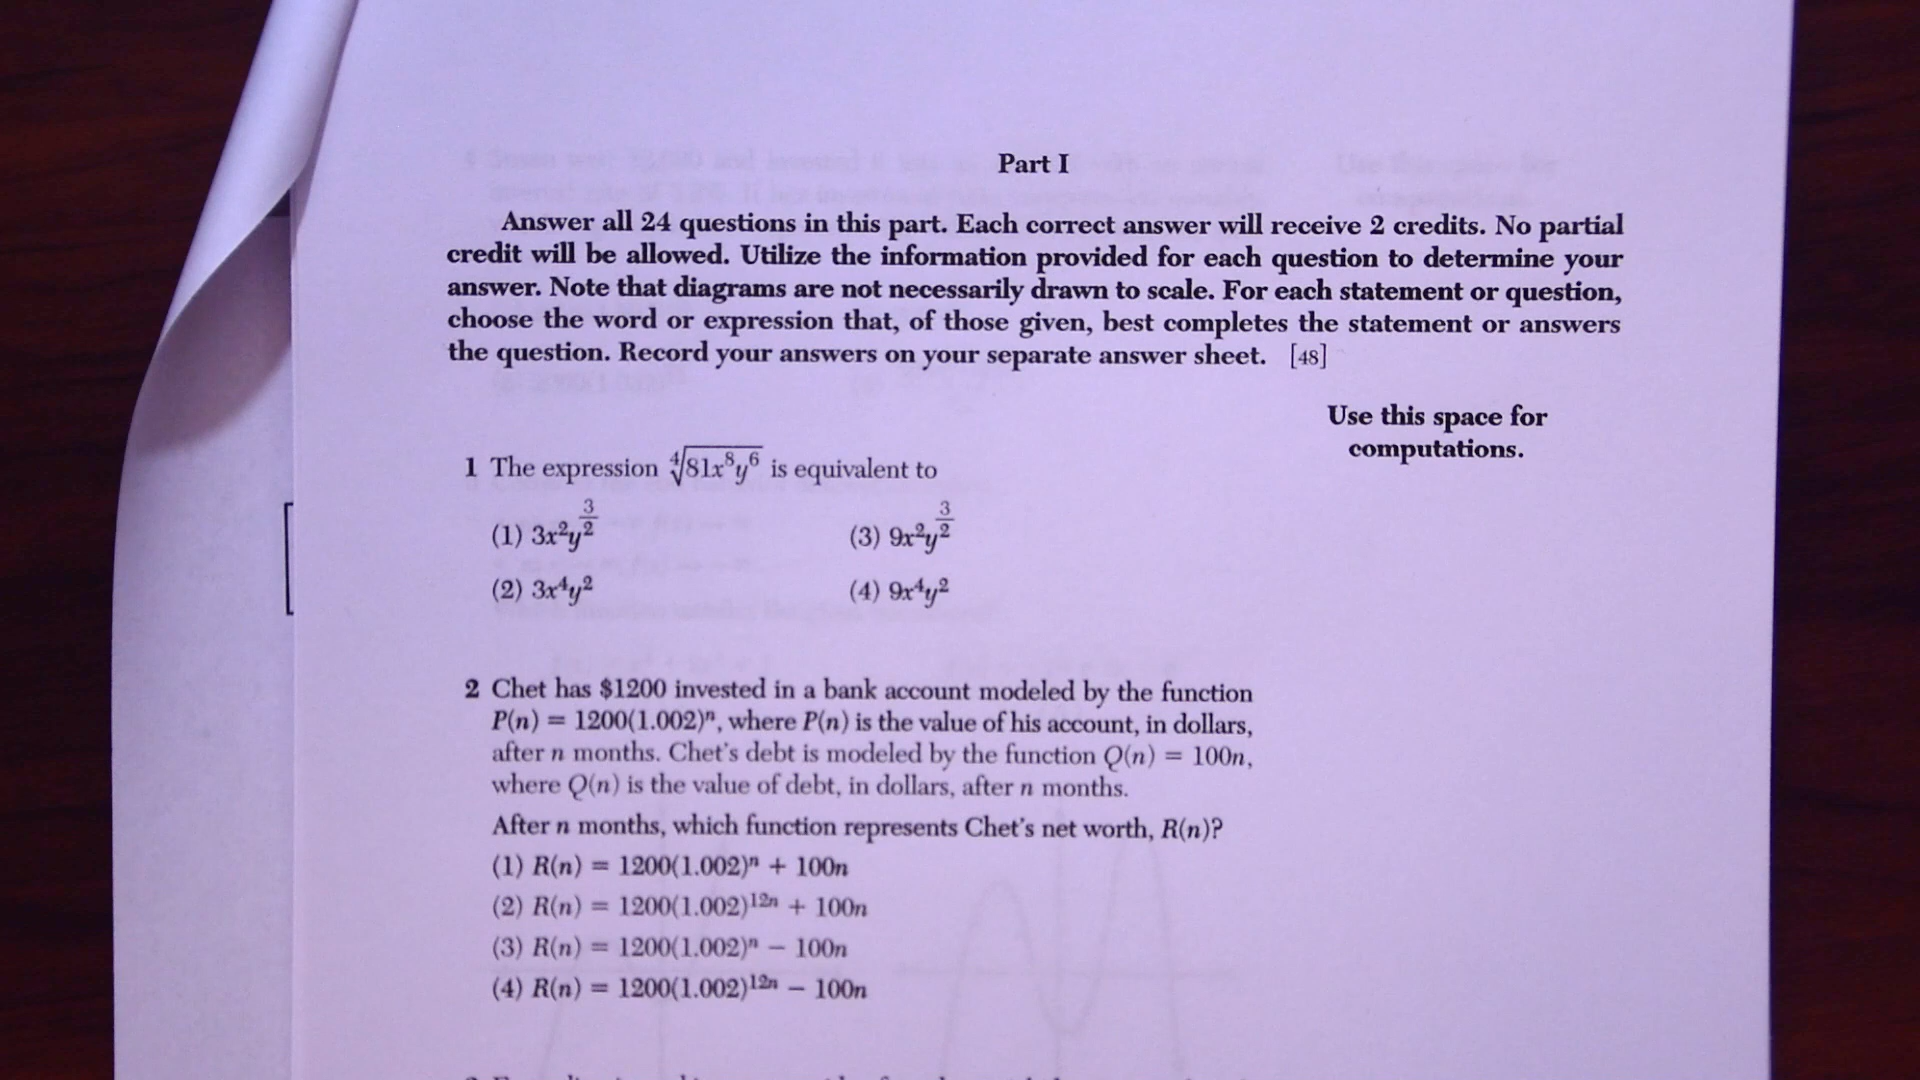 Part I
Answer all 24 questions in this part. Each correct answer will receive 2 credits. No partial
credit will be allowed. Utilize the information provided for each question to determine your
answer. Note that diagrams are not necessarily drawn to scale. For each statement or question,
choose the word or expression that, of those given, best completes the statement or answers
the question. Record your answers on your separate answer sheet. [48]
Use this space for
computations.
1 The expression ∜(81x⁸y⁶) is equivalent to
(1) 3x²y^(3/2) (3) 9x²y^(3/2)
(2) 3x⁴y² (4) 9x⁴y²
2 Chet has $1200 invested in a bank account modeled by the function
P(n) = 1200(1.002)ⁿ, where P(n) is the value of his account, in dollars,
after n months. Chet's debt is modeled by the function Q(n) = 100n,
where Q(n) is the value of debt, in dollars, after n months.
After n months, which function represents Chet's net worth, R(n)?
(1) R(n) = 1200(1.002)ⁿ + 100n
(2) R(n) = 1200(1.002)¹²ⁿ + 100n
(3) R(n) = 1200(1.002)ⁿ − 100n
(4) R(n) = 1200(1.002)¹²ⁿ − 100n